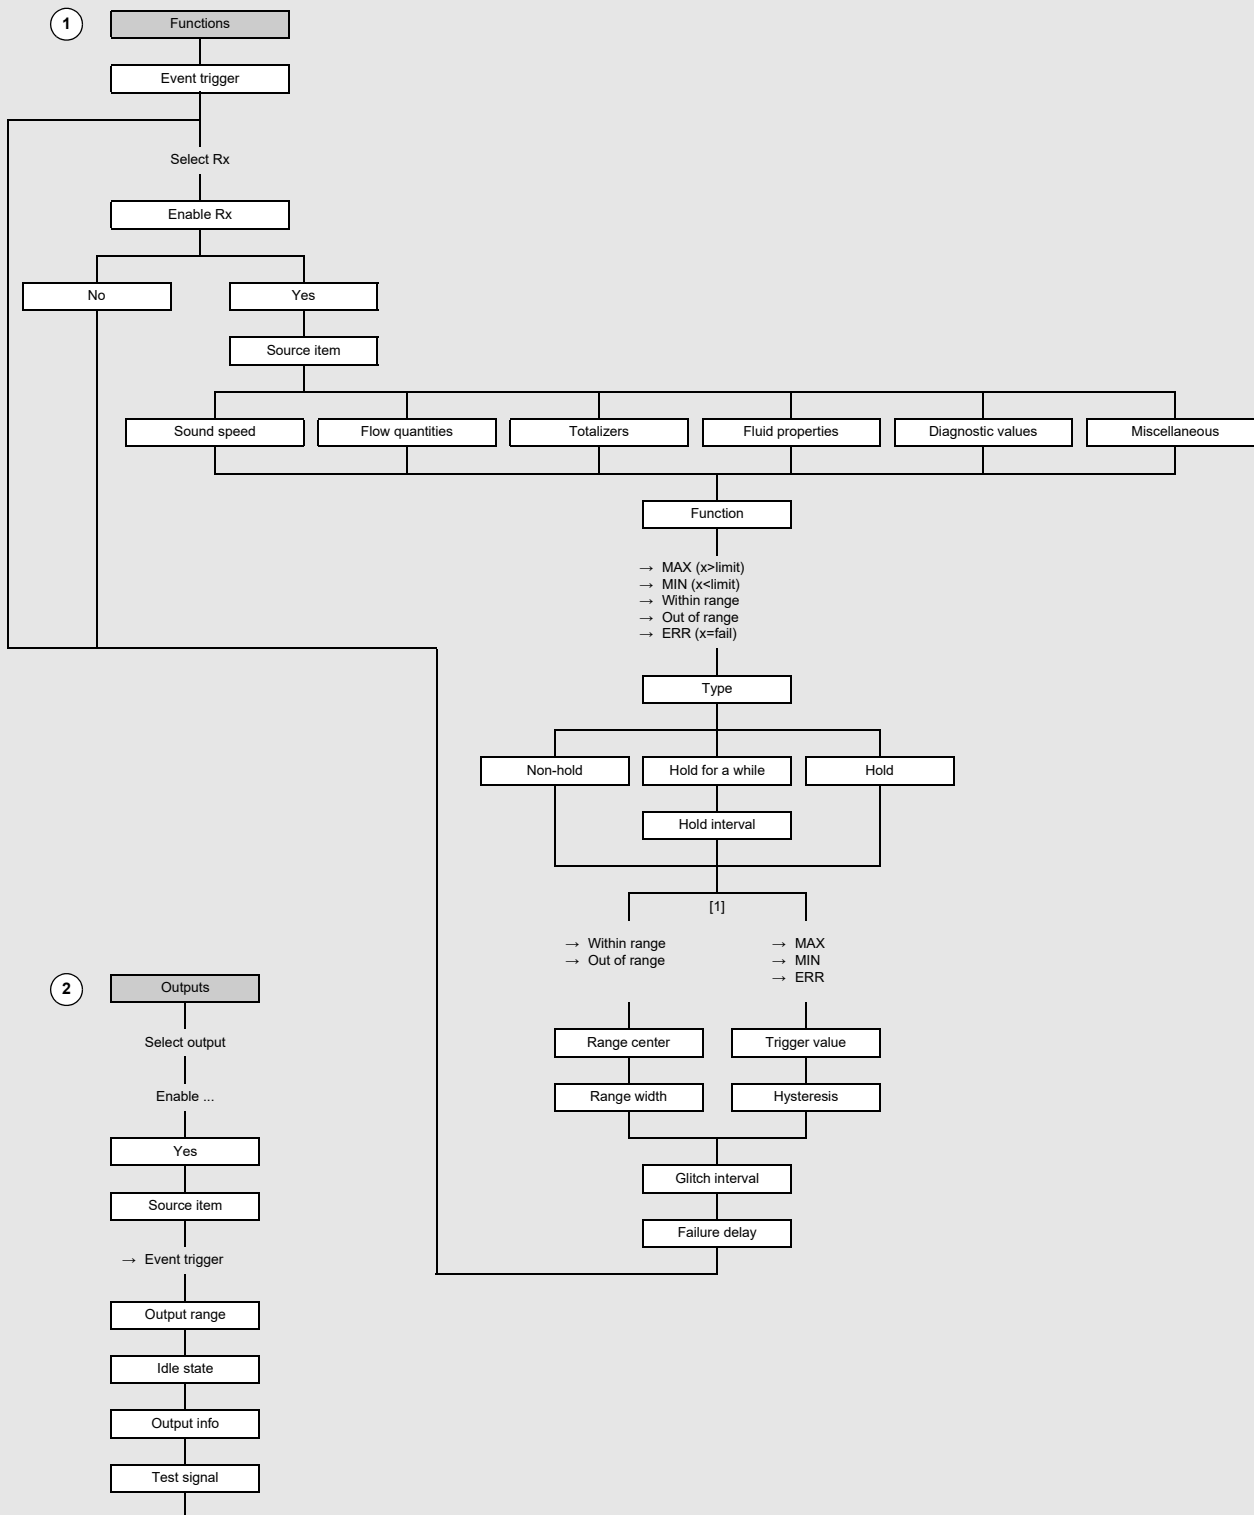 1
Functions
Event trigger
Select Rx
Enable Rx
No
Yes
Source item
Sound speed
Flow quantities
Totalizers
Fluid properties
Diagnostic values
Miscellaneous
Function
→ MAX (x>limit)
→ MIN (x<limit)
→ Within range
→ Out of range
→ ERR (x=fail)
Type
Non-hold
Hold for a while
Hold
Hold interval
[1]
→ Within range
→ Out of range
→ MAX
→ MIN
→ ERR
Range center
Trigger value
Range width
Hysteresis
Glitch interval
Failure delay
2
Outputs
Select output
Enable ...
Yes
Source item
→ Event trigger
Output range
Idle state
Output info
Test signal